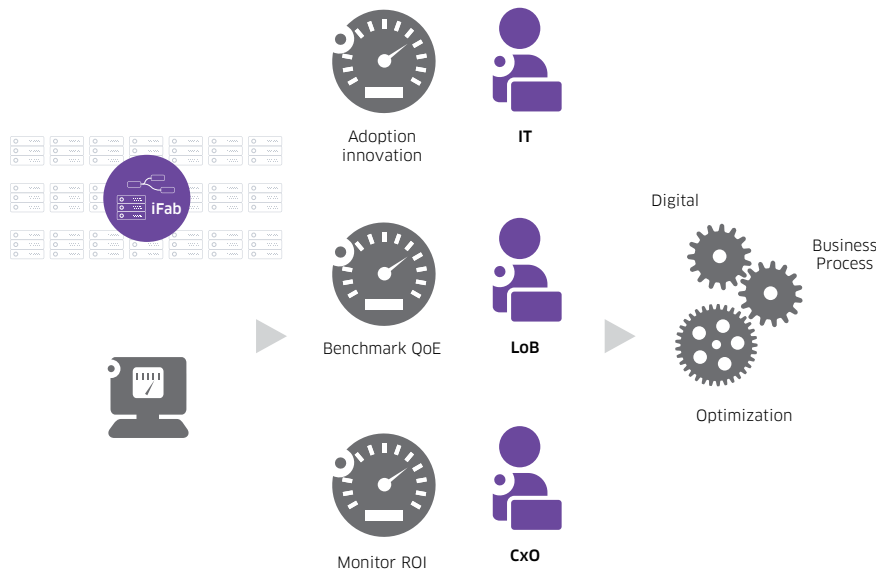 Adoption
innovation
IT
iFab
Benchmark QoE
LoB
Monitor ROI
CxO
Digital
Business
Process
Optimization